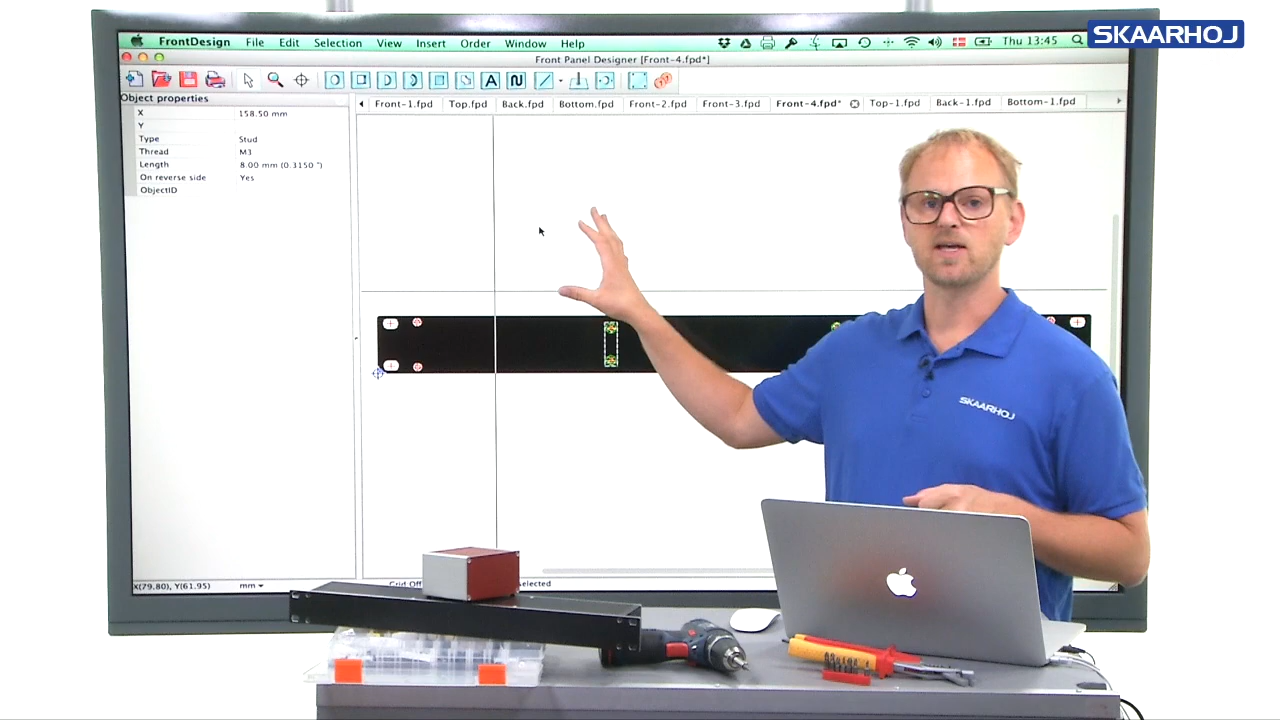 SKAARHOJ
FrontDesign File Edit Selection View Insert Order Window Help Thu 13:45
Front Panel Designer [Front-4.fpd*]
Object properties
Front-1.fpd Top.fpd Back.fpd Bottom.fpd Front-2.fpd Front-3.fpd Front-4.fpd* Top-1.fpd Back-1.fpd Bottom-1.fpd
X 158.50 mm
Y
Type Stud
Thread M3
Length 8.00 mm (0.3150 ")
On reverse side Yes
ObjectID
SKAARHOJ
X(79.80), Y(61.95) mm Grid Off selected